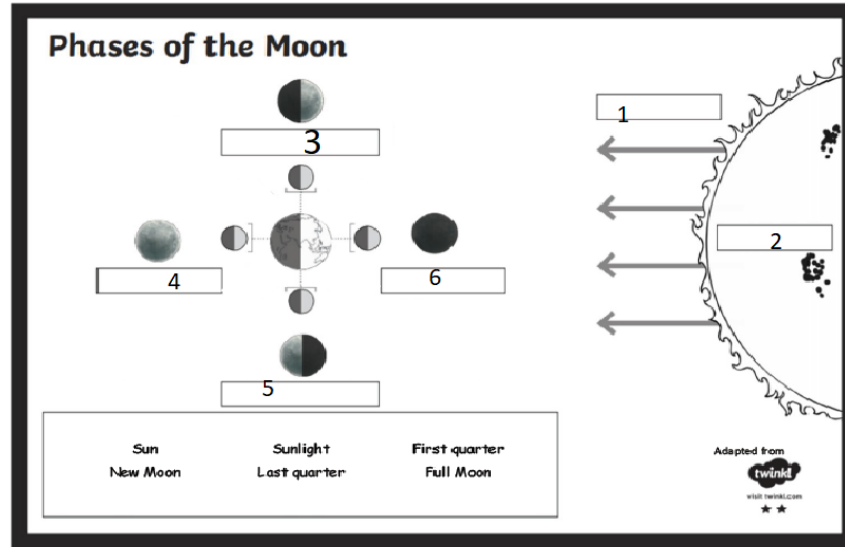 Phases of the Moon
1
3
2
4
6
5
Sun Sunlight First quarter
New Moon Last quarter Full Moon
Adapted from
twinkl
visit twinkl.com